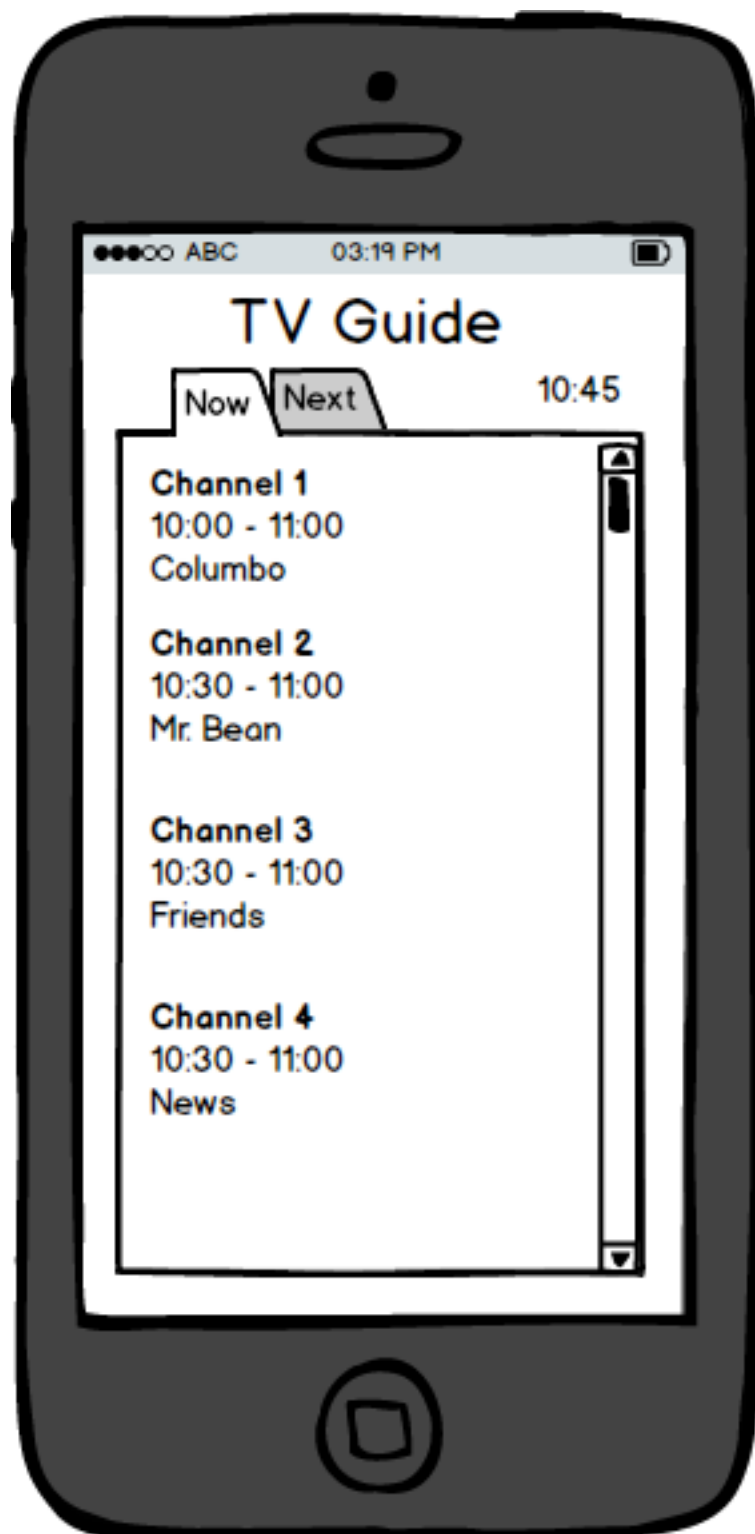 ABC 03:19 PM
TV Guide
Now Next 10:45
Channel 1
10:00 - 11:00
Columbo
Channel 2
10:30 - 11:00
Mr. Bean
Channel 3
10:30 - 11:00
Friends
Channel 4
10:30 - 11:00
News